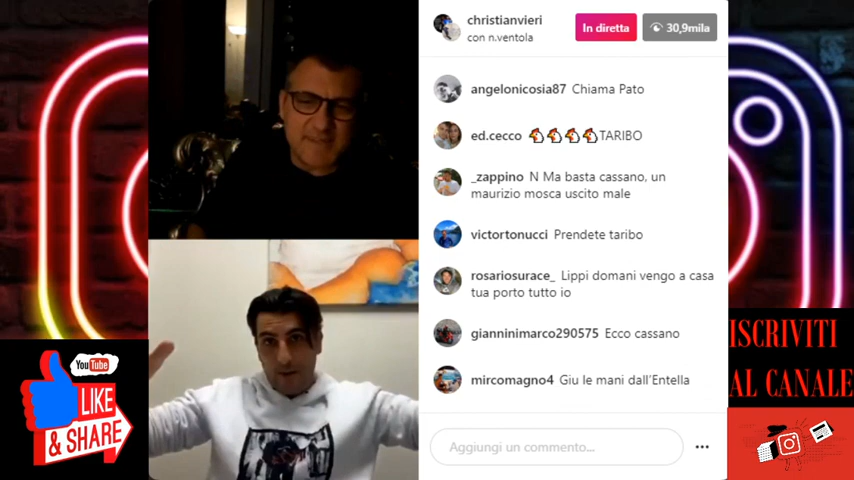 christianvieri
con n.ventola
In diretta
30,9mila
angelonicosia87 Chiama Pato
ed.cecco 🐔🐔🐔🐔TARIBO
_zappino N Ma basta cassano, un
maurizio mosca uscito male
victortonucci Prendete taribo
rosariosurace_ Lippi domani vengo a casa
tua porto tutto io
gianninimarco290575 Ecco cassano
mircomagno4 Giu le mani dall'Entella
Aggiungi un commento...
YouTube
LIKE
& SHARE
ISCRIVITI
AL CANALE